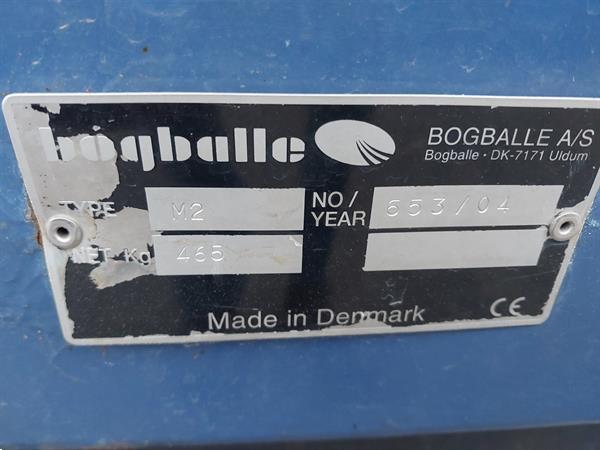 bogballe
BOGBALLE A/S
Bogballe · DK-7171 Uldum
TYPE M2
NO/YEAR 653/04
NET Kg 465
Made in Denmark CE